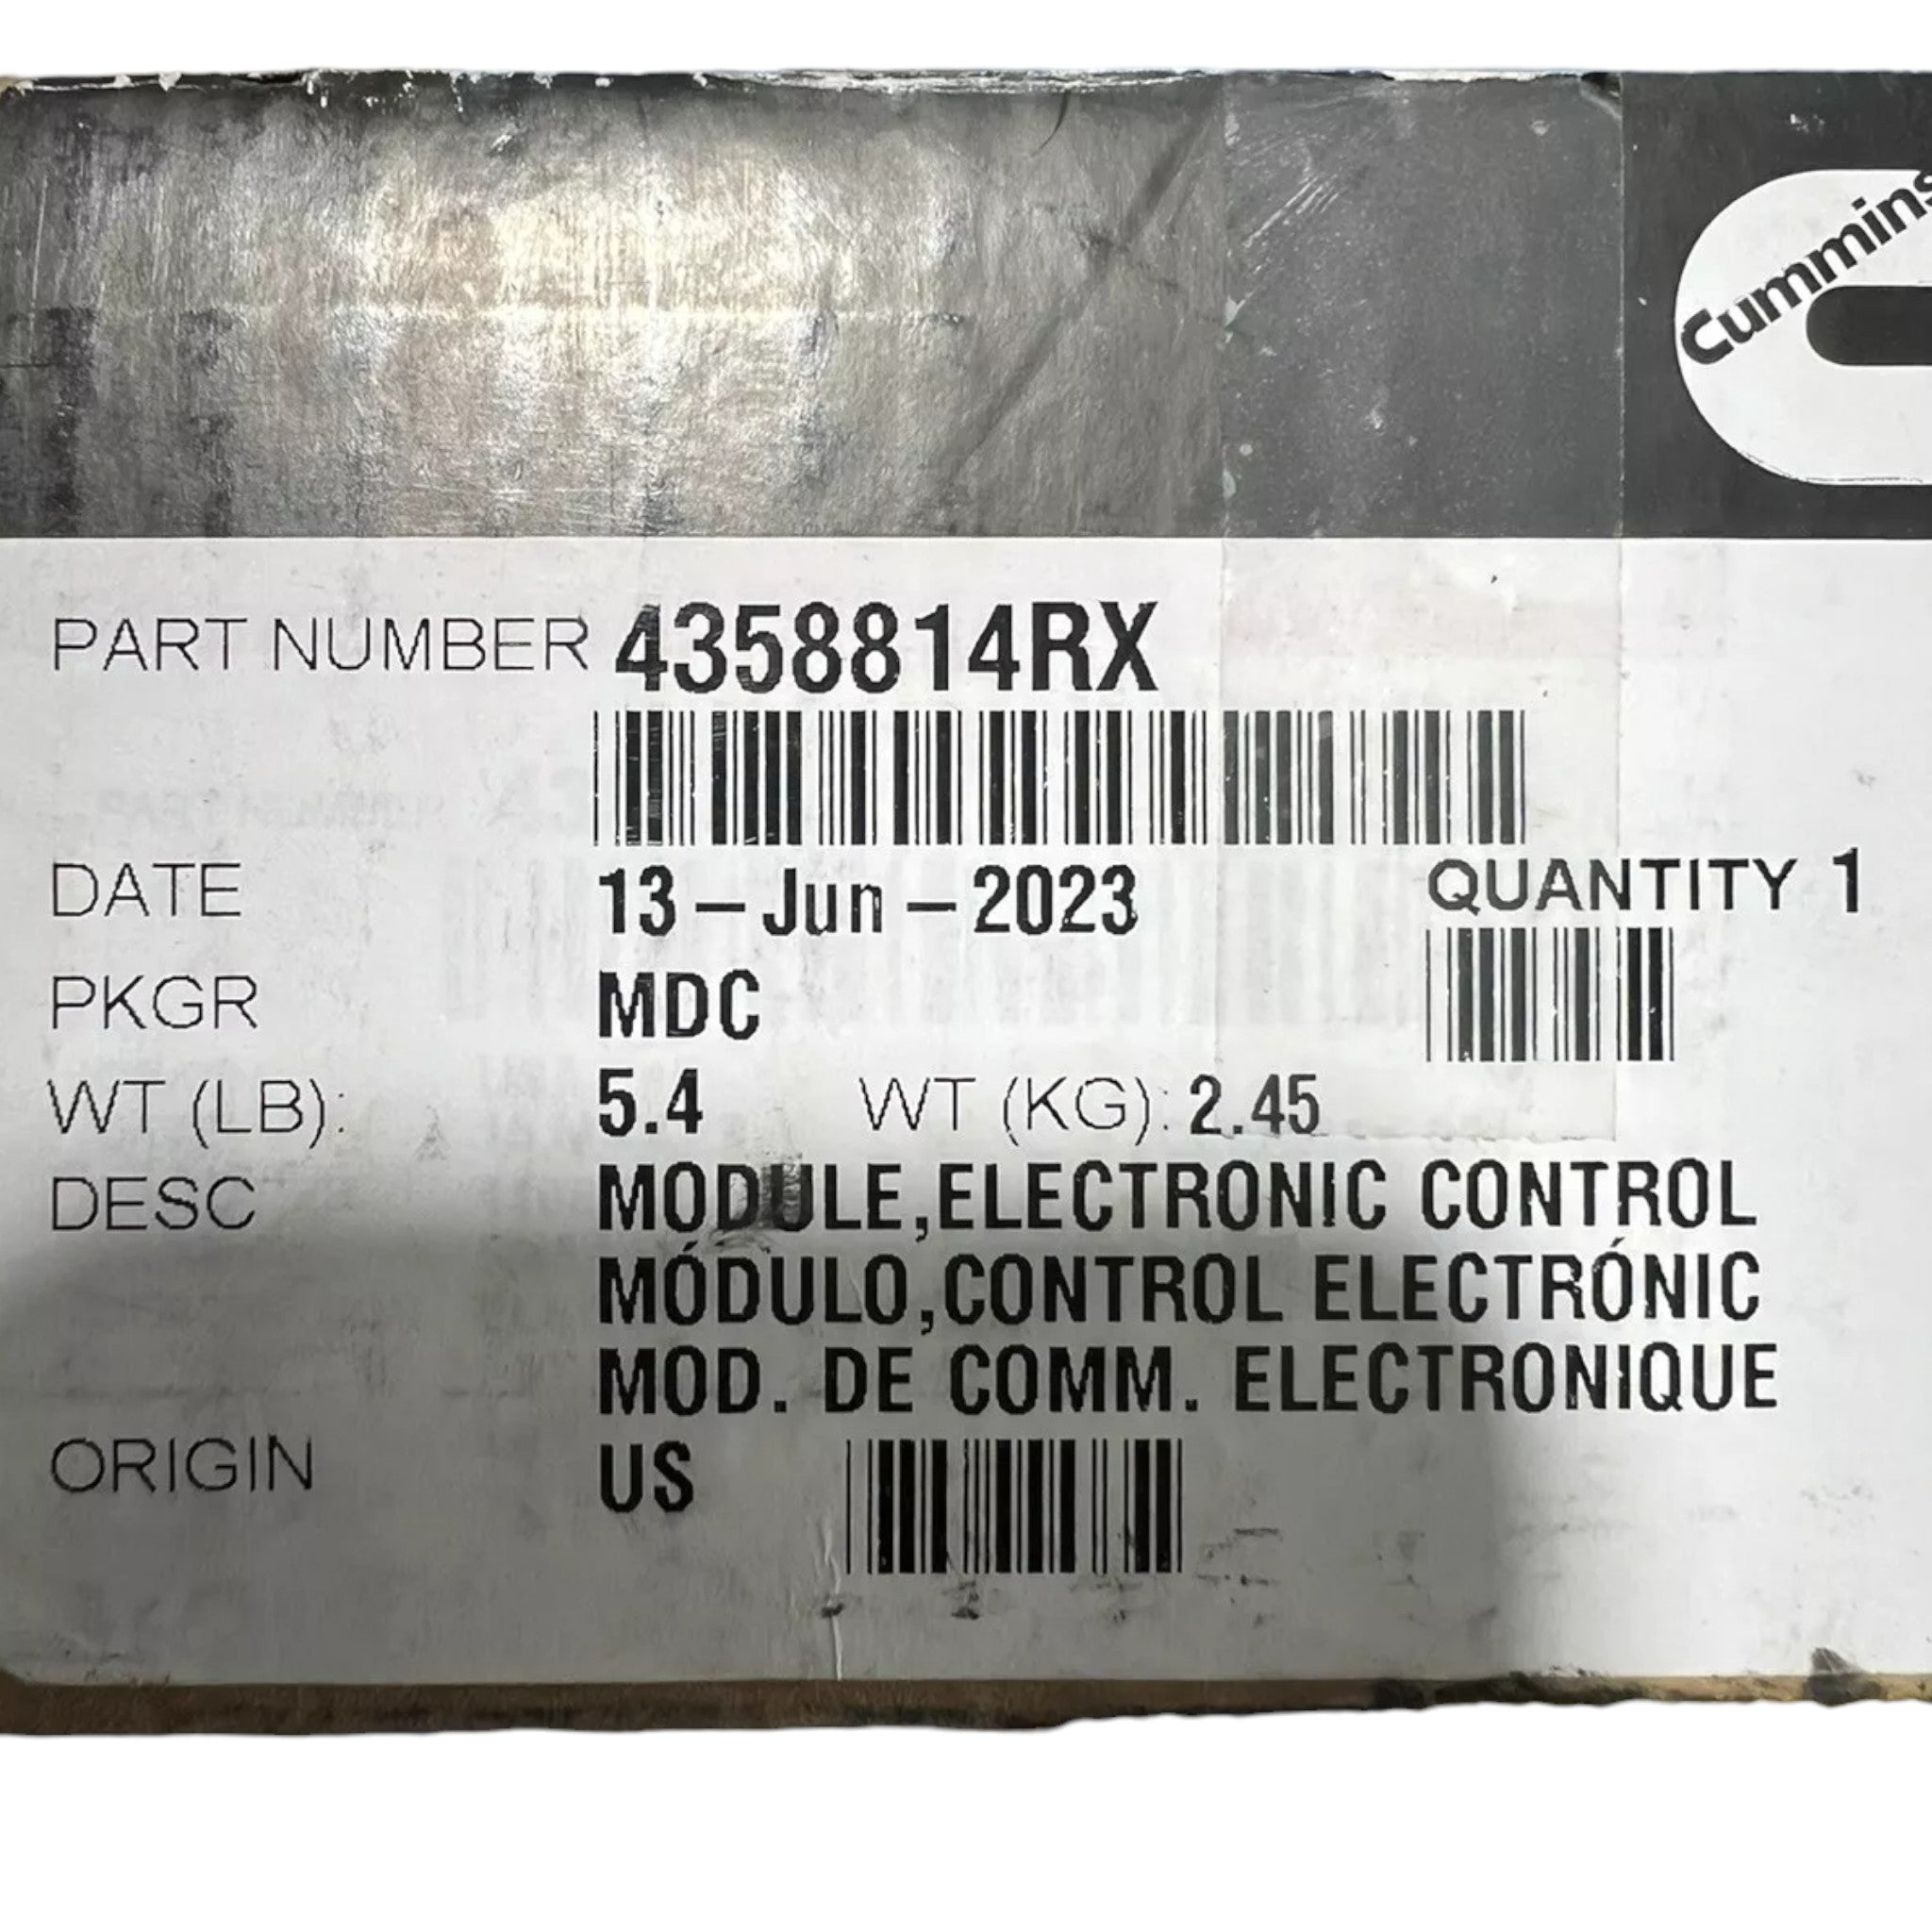 Cummins
PART NUMBER 4358814RX
DATE 13-Jun-2023 QUANTITY 1
PKGR MDC
WT (LB): 5.4 WT (KG): 2.45
DESC MODULE,ELECTRONIC CONTROL
MÓDULO,CONTROL ELECTRÓNIC
MOD. DE COMM. ELECTRONIQUE
ORIGIN US